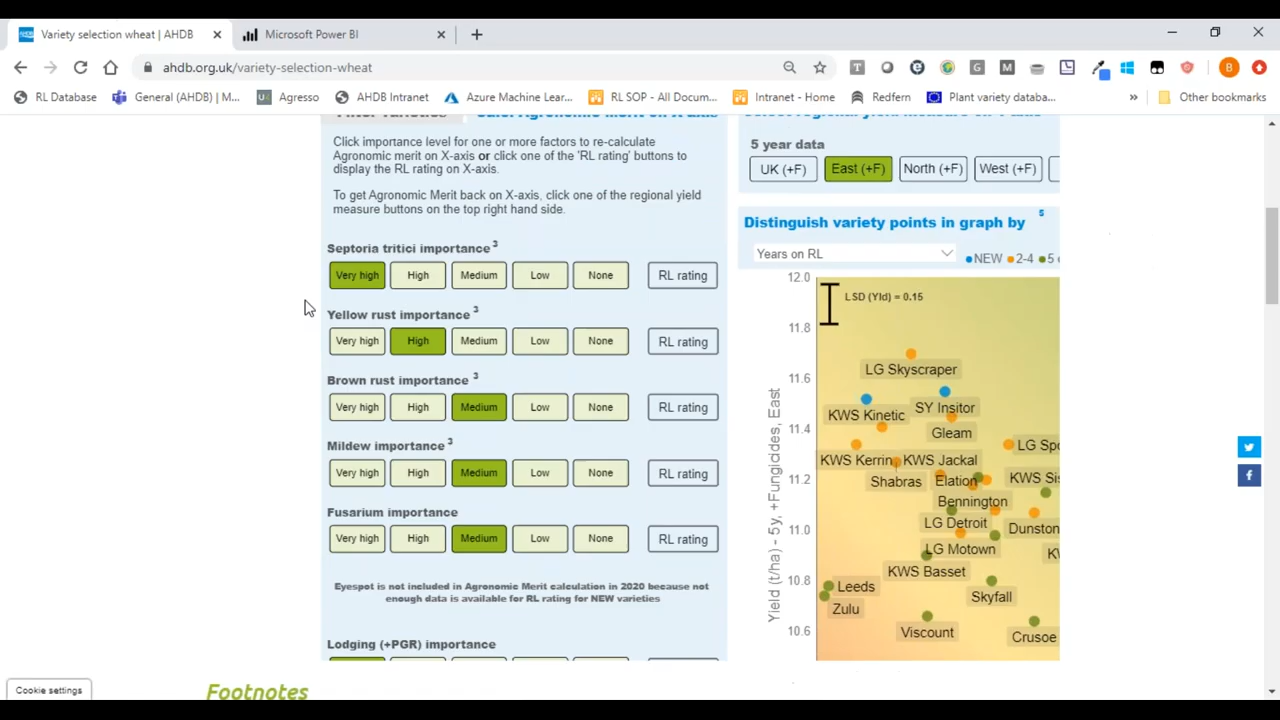 Variety selection wheat | AHDB
Microsoft Power BI
ahdb.org.uk/variety-selection-wheat
RL Database
General (AHDB) | M...
Agresso
AHDB Intranet
Azure Machine Lear...
RL SOP - All Docum...
Intranet - Home
Redfern
Plant variety databa...
»
Other bookmarks
5 year data
UK (+F) East (+F) North (+F) West (+F)
Click importance level for one or more factors to re-calculate
Agronomic merit on X-axis or click one of the 'RL rating' buttons to
display the RL rating on X-axis.
To get Agronomic Merit back on X-axis, click one of the regional yield
measure buttons on the top right hand side.
Septoria tritici importance 3
Very high High Medium Low None RL rating
Yellow rust importance 3
Very high High Medium Low None RL rating
Brown rust importance 3
Very high High Medium Low None RL rating
Mildew importance 3
Very high High Medium Low None RL rating
Fusarium importance
Very high High Medium Low None RL rating
Eyespot is not included in Agronomic Merit calculation in 2020 because not
enough data is available for RL rating for NEW varieties
Lodging (+PGR) importance
Distinguish variety points in graph by 5
Years on RL
NEW 2-4 5
12.0
11.8
11.6
11.4
11.2
11.0
10.8
10.6
Yield (t/ha) - 5y, +Fungicides, East
LSD (Yld) = 0.15
LG Skyscraper
KWS Kinetic
SY Insitor
Gleam
LG Spo
KWS Kerrin
KWS Jackal
Shabras
Elation
KWS Sis
Bennington
LG Detroit
Dunston
LG Motown
KW
KWS Basset
Leeds
Skyfall
Zulu
Viscount
Crusoe
Cookie settings
Footnotes